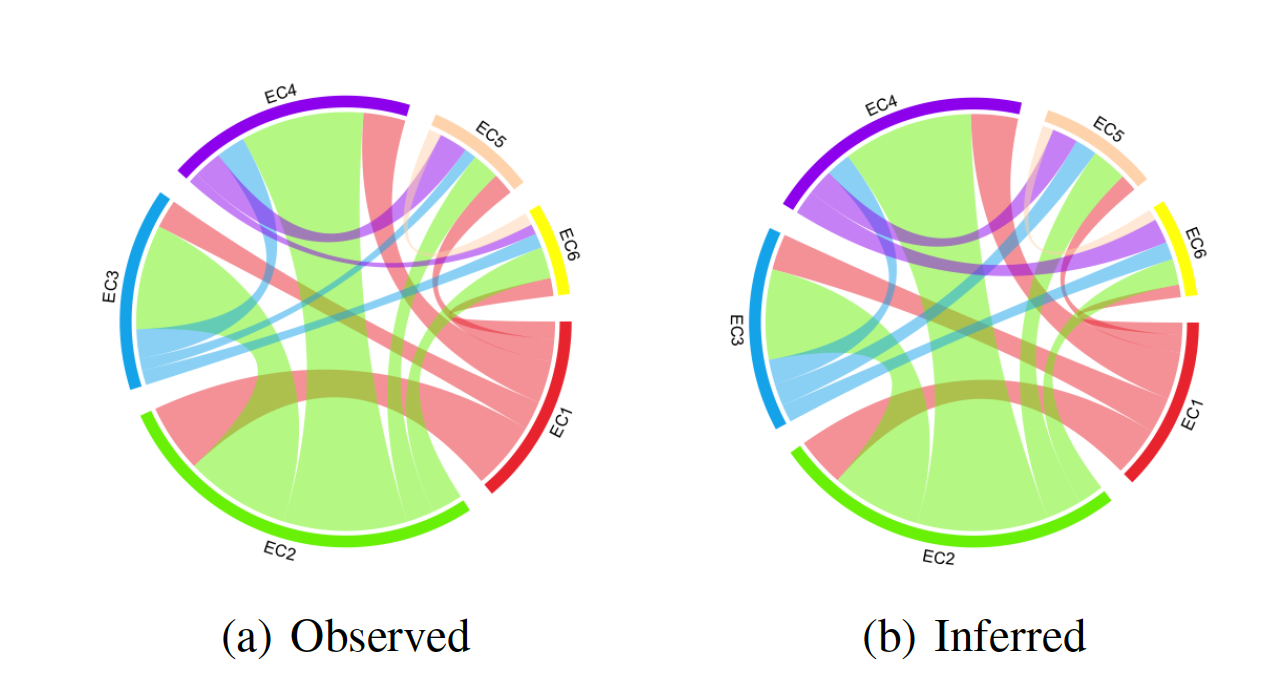 EC4
EC5
EC6
EC3
EC1
EC2
(a) Observed
EC4
EC5
EC6
EC3
EC1
EC2
(b) Inferred